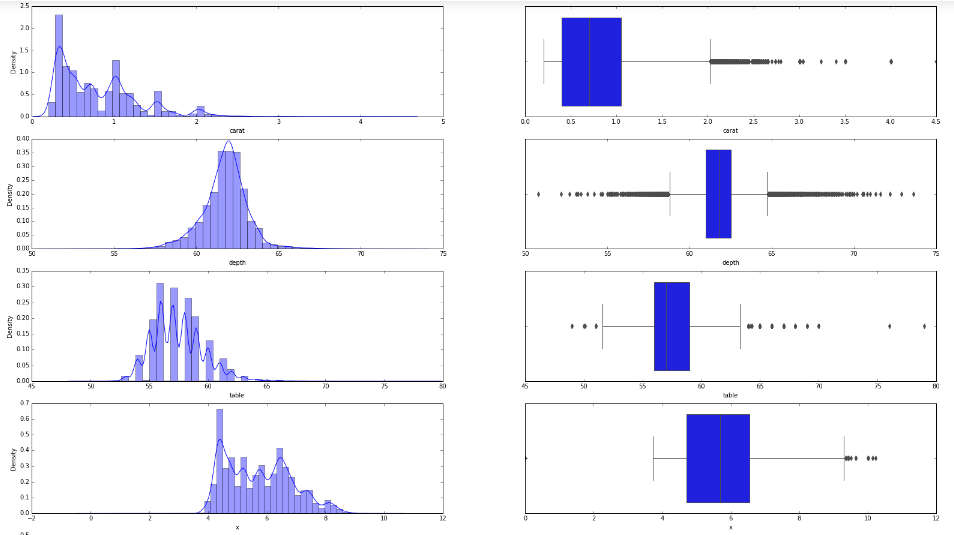 2.5
2.0
1.5
1.0
0.5
0.0
Density
0 1 2 3 4 5
carat
0.0 0.5 1.0 1.5 2.0 2.5 3.0 3.5 4.0 4.5
carat
0.40
0.35
0.30
0.25
0.20
0.15
0.10
0.05
0.00
Density
50 55 60 65 70 75
depth
50 55 60 65 70 75
depth
0.35
0.30
0.25
0.20
0.15
0.10
0.05
0.00
Density
45 50 55 60 65 70 75 80
table
45 50 55 60 65 70 75 80
table
0.7
0.6
0.5
0.4
0.3
0.2
0.1
0.0
Density
−2 0 2 4 6 8 10 12
x
0 2 4 6 8 10 12
x